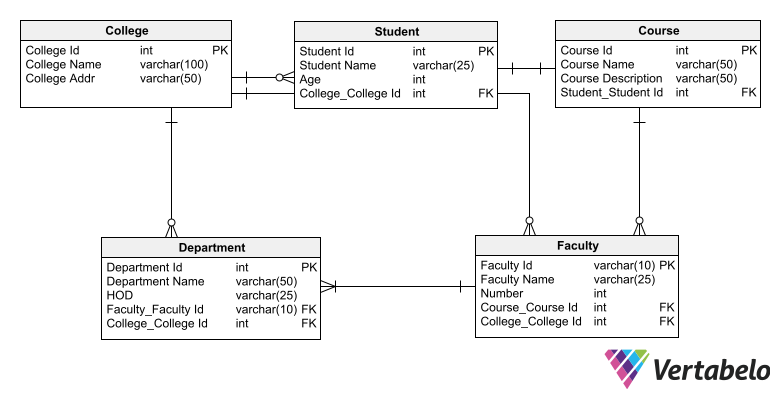 College
College Id int PK
College Name varchar(100)
College Addr varchar(50)
Student
Student Id int PK
Student Name varchar(25)
Age int
College_College Id int FK
Course
Course Id int PK
Course Name varchar(50)
Course Description varchar(50)
Student_Student Id int FK
Department
Department Id int PK
Department Name varchar(50)
HOD varchar(25)
Faculty_Faculty Id varchar(10) FK
College_College Id int FK
Faculty
Faculty Id varchar(10) PK
Faculty Name varchar(25)
Number int
Course_Course Id int FK
College_College Id int FK
Vertabelo